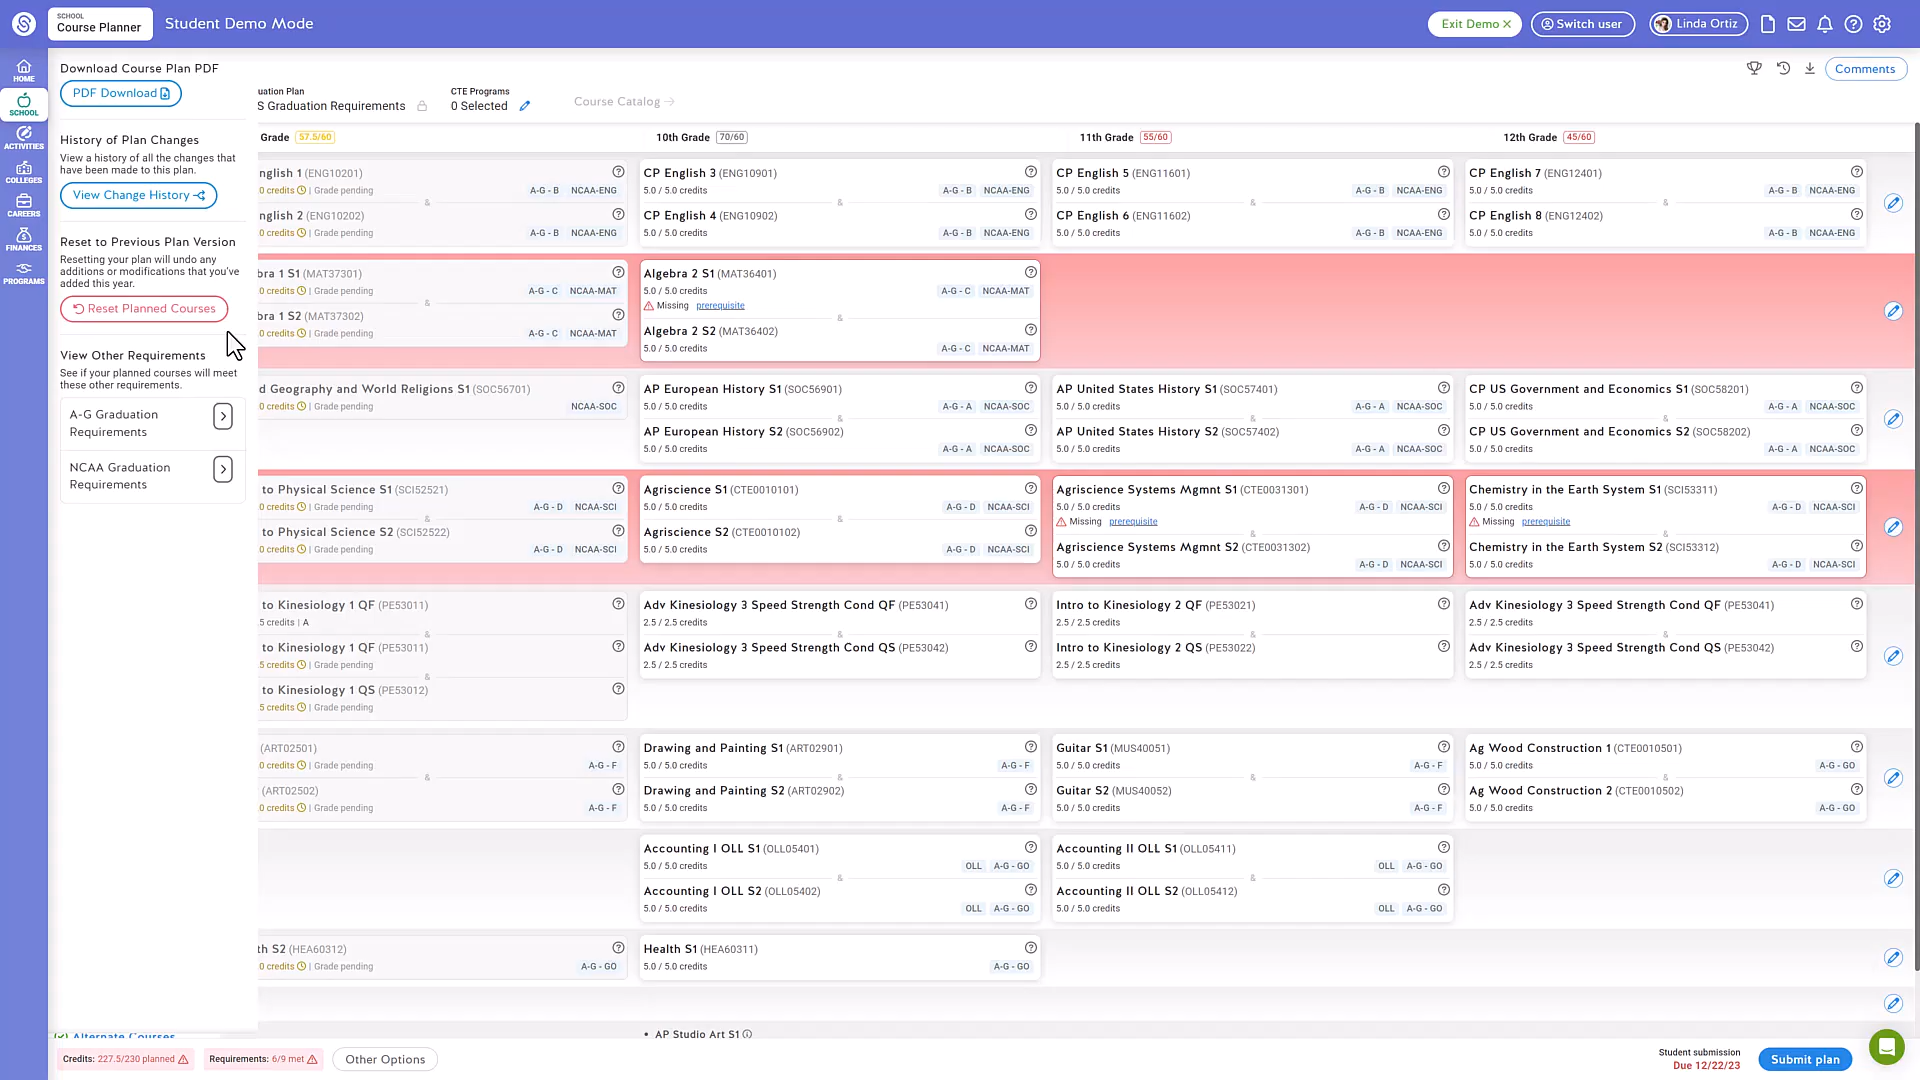 SCHOOL
Course Planner
Student Demo Mode
Exit Demo ×
Switch user
Linda Ortiz
HOME
SCHOOL
ACTIVITIES
COLLEGES
CAREERS
FINANCES
PROGRAMS
Download Course Plan PDF
PDF Download
History of Plan Changes
View a history of all the changes that
have been made to this plan.
View Change History
Reset to Previous Plan Version
Resetting your plan will undo any
additions or modifications that you've
added this year.
Reset Planned Courses
View Other Requirements
See if your planned courses will meet
these other requirements.
A-G Graduation
Requirements
NCAA Graduation
Requirements
Comments
uation Plan
S Graduation Requirements
CTE Programs
0 Selected
Course Catalog
Grade 57.5/60
10th Grade 70/60
11th Grade 55/60
12th Grade 45/60
nglish 1 (ENG10201)
0 credits | Grade pending A-G - B NCAA-ENG
&
nglish 2 (ENG10202)
0 credits | Grade pending A-G - B NCAA-ENG
CP English 3 (ENG10901)
5.0 / 5.0 credits A-G - B NCAA-ENG
&
CP English 4 (ENG10902)
5.0 / 5.0 credits A-G - B NCAA-ENG
CP English 5 (ENG11601)
5.0 / 5.0 credits A-G - B NCAA-ENG
&
CP English 6 (ENG11602)
5.0 / 5.0 credits A-G - B NCAA-ENG
CP English 7 (ENG12401)
5.0 / 5.0 credits A-G - B NCAA-ENG
&
CP English 8 (ENG12402)
5.0 / 5.0 credits A-G - B NCAA-ENG
bra 1 S1 (MAT37301)
0 credits | Grade pending A-G - C NCAA-MAT
&
bra 1 S2 (MAT37302)
0 credits | Grade pending A-G - C NCAA-MAT
Algebra 2 S1 (MAT36401)
5.0 / 5.0 credits A-G - C NCAA-MAT
Missing prerequisite
&
Algebra 2 S2 (MAT36402)
5.0 / 5.0 credits A-G - C NCAA-MAT
d Geography and World Religions S1 (SOC56701)
0 credits | Grade pending NCAA-SOC
AP European History S1 (SOC56901)
5.0 / 5.0 credits A-G - A NCAA-SOC
&
AP European History S2 (SOC56902)
5.0 / 5.0 credits A-G - A NCAA-SOC
AP United States History S1 (SOC57401)
5.0 / 5.0 credits A-G - A NCAA-SOC
&
AP United States History S2 (SOC57402)
5.0 / 5.0 credits A-G - A NCAA-SOC
CP US Government and Economics S1 (SOC58201)
5.0 / 5.0 credits A-G - A NCAA-SOC
&
CP US Government and Economics S2 (SOC58202)
5.0 / 5.0 credits A-G - A NCAA-SOC
to Physical Science S1 (SCI52521)
0 credits | Grade pending A-G - D NCAA-SCI
&
to Physical Science S2 (SCI52522)
0 credits | Grade pending A-G - D NCAA-SCI
Agriscience S1 (CTE0010101)
5.0 / 5.0 credits A-G - D NCAA-SCI
&
Agriscience S2 (CTE0010102)
5.0 / 5.0 credits A-G - D NCAA-SCI
Agriscience Systems Mgmnt S1 (CTE0031301)
5.0 / 5.0 credits A-G - D NCAA-SCI
Missing prerequisite
&
Agriscience Systems Mgmnt S2 (CTE0031302)
5.0 / 5.0 credits A-G - D NCAA-SCI
Chemistry in the Earth System S1 (SCI53311)
5.0 / 5.0 credits A-G - D NCAA-SCI
Missing prerequisite
&
Chemistry in the Earth System S2 (SCI53312)
5.0 / 5.0 credits A-G - D NCAA-SCI
to Kinesiology 1 QF (PE53011)
5 credits | A
&
to Kinesiology 1 QF (PE53011)
5 credits | Grade pending
&
to Kinesiology 1 QS (PE53012)
5 credits | Grade pending
Adv Kinesiology 3 Speed Strength Cond QF (PE53041)
2.5 / 2.5 credits
&
Adv Kinesiology 3 Speed Strength Cond QS (PE53042)
2.5 / 2.5 credits
Intro to Kinesiology 2 QF (PE53021)
2.5 / 2.5 credits
&
Intro to Kinesiology 2 QS (PE53022)
2.5 / 2.5 credits
Adv Kinesiology 3 Speed Strength Cond QF (PE53041)
2.5 / 2.5 credits
&
Adv Kinesiology 3 Speed Strength Cond QS (PE53042)
2.5 / 2.5 credits
(ART02501)
0 credits | Grade pending A-G - F
&
(ART02502)
0 credits | Grade pending A-G - F
Drawing and Painting S1 (ART02901)
5.0 / 5.0 credits A-G - F
&
Drawing and Painting S2 (ART02902)
5.0 / 5.0 credits A-G - F
Guitar S1 (MUS40051)
5.0 / 5.0 credits A-G - F
&
Guitar S2 (MUS40052)
5.0 / 5.0 credits A-G - F
Ag Wood Construction 1 (CTE0010501)
5.0 / 5.0 credits A-G - GO
&
Ag Wood Construction 2 (CTE0010502)
5.0 / 5.0 credits A-G - GO
Accounting I OLL S1 (OLL05401)
5.0 / 5.0 credits OLL A-G - GO
&
Accounting I OLL S2 (OLL05402)
5.0 / 5.0 credits OLL A-G - GO
Accounting II OLL S1 (OLL05411)
5.0 / 5.0 credits OLL A-G - GO
&
Accounting II OLL S2 (OLL05412)
5.0 / 5.0 credits OLL A-G - GO
th S2 (HEA60312)
0 credits | Grade pending A-G - GO
Health S1 (HEA60311)
5.0 / 5.0 credits A-G - GO
Alternate Courses
• AP Studio Art S1
Credits: 227.5/230 planned
Requirements: 6/9 met
Other Options
Student submission
Due 12/22/23
Submit plan